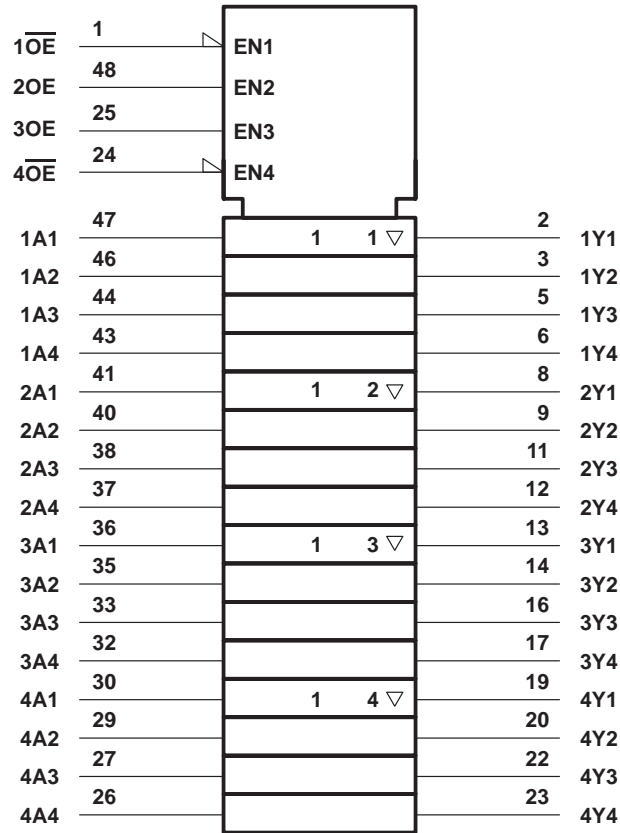 1O̅E̅ 1 EN1
2OE 48 EN2
3OE 25 EN3
4O̅E̅ 24 EN4
1A1 47 1 1 ▽ 2 1Y1
1A2 46 3 1Y2
1A3 44 5 1Y3
1A4 43 6 1Y4
2A1 41 1 2 ▽ 8 2Y1
2A2 40 9 2Y2
2A3 38 11 2Y3
2A4 37 12 2Y4
3A1 36 1 3 ▽ 13 3Y1
3A2 35 14 3Y2
3A3 33 16 3Y3
3A4 32 17 3Y4
4A1 30 1 4 ▽ 19 4Y1
4A2 29 20 4Y2
4A3 27 22 4Y3
4A4 26 23 4Y4